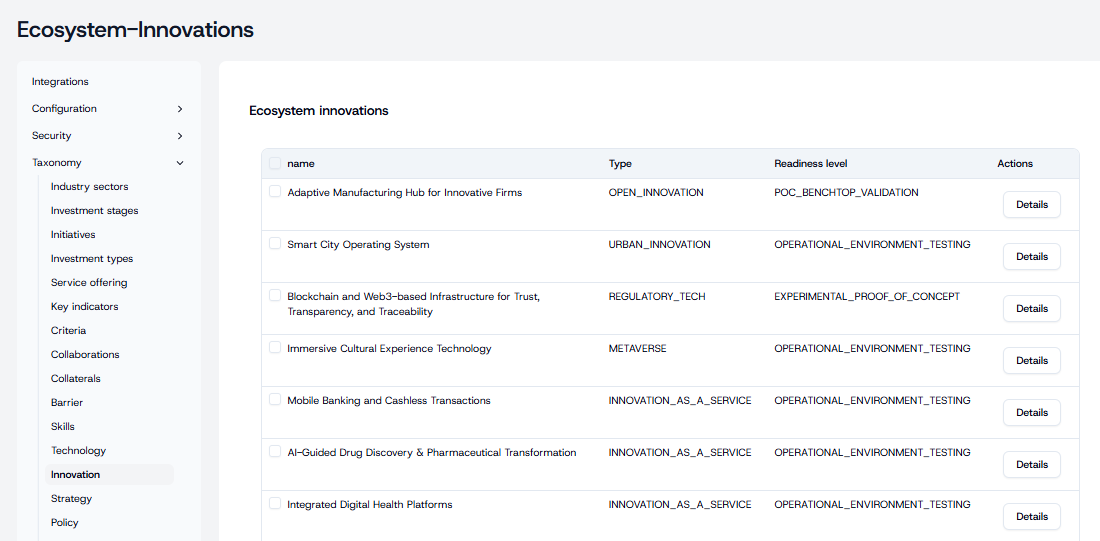 Ecosystem-Innovations
Integrations
Configuration
Security
Taxonomy
Industry sectors
Investment stages
Initiatives
Investment types
Service offering
Key indicators
Criteria
Collaborations
Collaterals
Barrier
Skills
Technology
Innovation
Strategy
Policy
Ecosystem innovations
name Type Readiness level Actions
Adaptive Manufacturing Hub for Innovative Firms OPEN_INNOVATION POC_BENCHTOP_VALIDATION Details
Smart City Operating System URBAN_INNOVATION OPERATIONAL_ENVIRONMENT_TESTING Details
Blockchain and Web3-based Infrastructure for Trust, REGULATORY_TECH EXPERIMENTAL_PROOF_OF_CONCEPT Details
Transparency, and Traceability
Immersive Cultural Experience Technology METAVERSE OPERATIONAL_ENVIRONMENT_TESTING Details
Mobile Banking and Cashless Transactions INNOVATION_AS_A_SERVICE OPERATIONAL_ENVIRONMENT_TESTING Details
AI-Guided Drug Discovery & Pharmaceutical Transformation INNOVATION_AS_A_SERVICE OPERATIONAL_ENVIRONMENT_TESTING Details
Integrated Digital Health Platforms INNOVATION_AS_A_SERVICE OPERATIONAL_ENVIRONMENT_TESTING Details